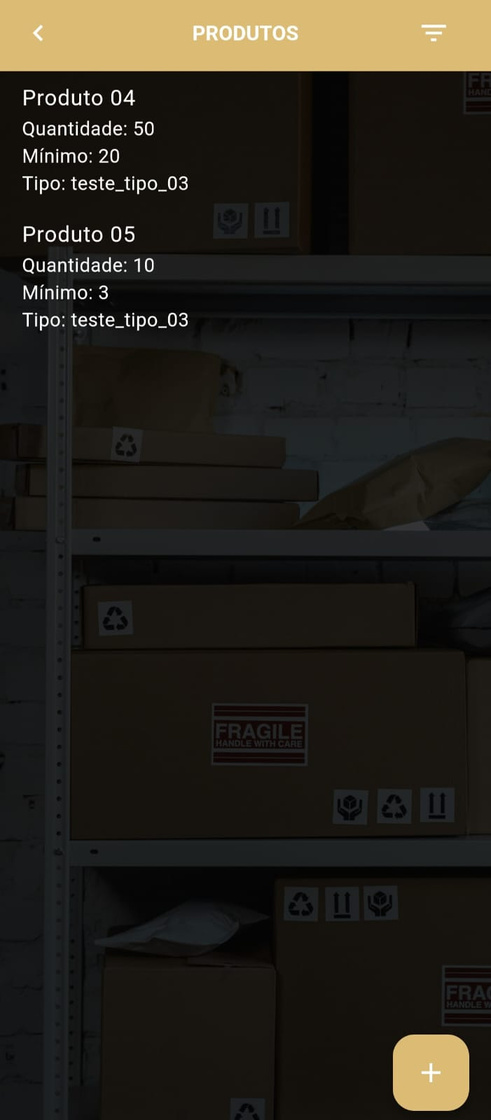 PRODUTOS
Produto 04
Quantidade: 50
Mínimo: 20
Tipo: teste_tipo_03
Produto 05
Quantidade: 10
Mínimo: 3
Tipo: teste_tipo_03
FRAGILE
HANDLE WITH CARE